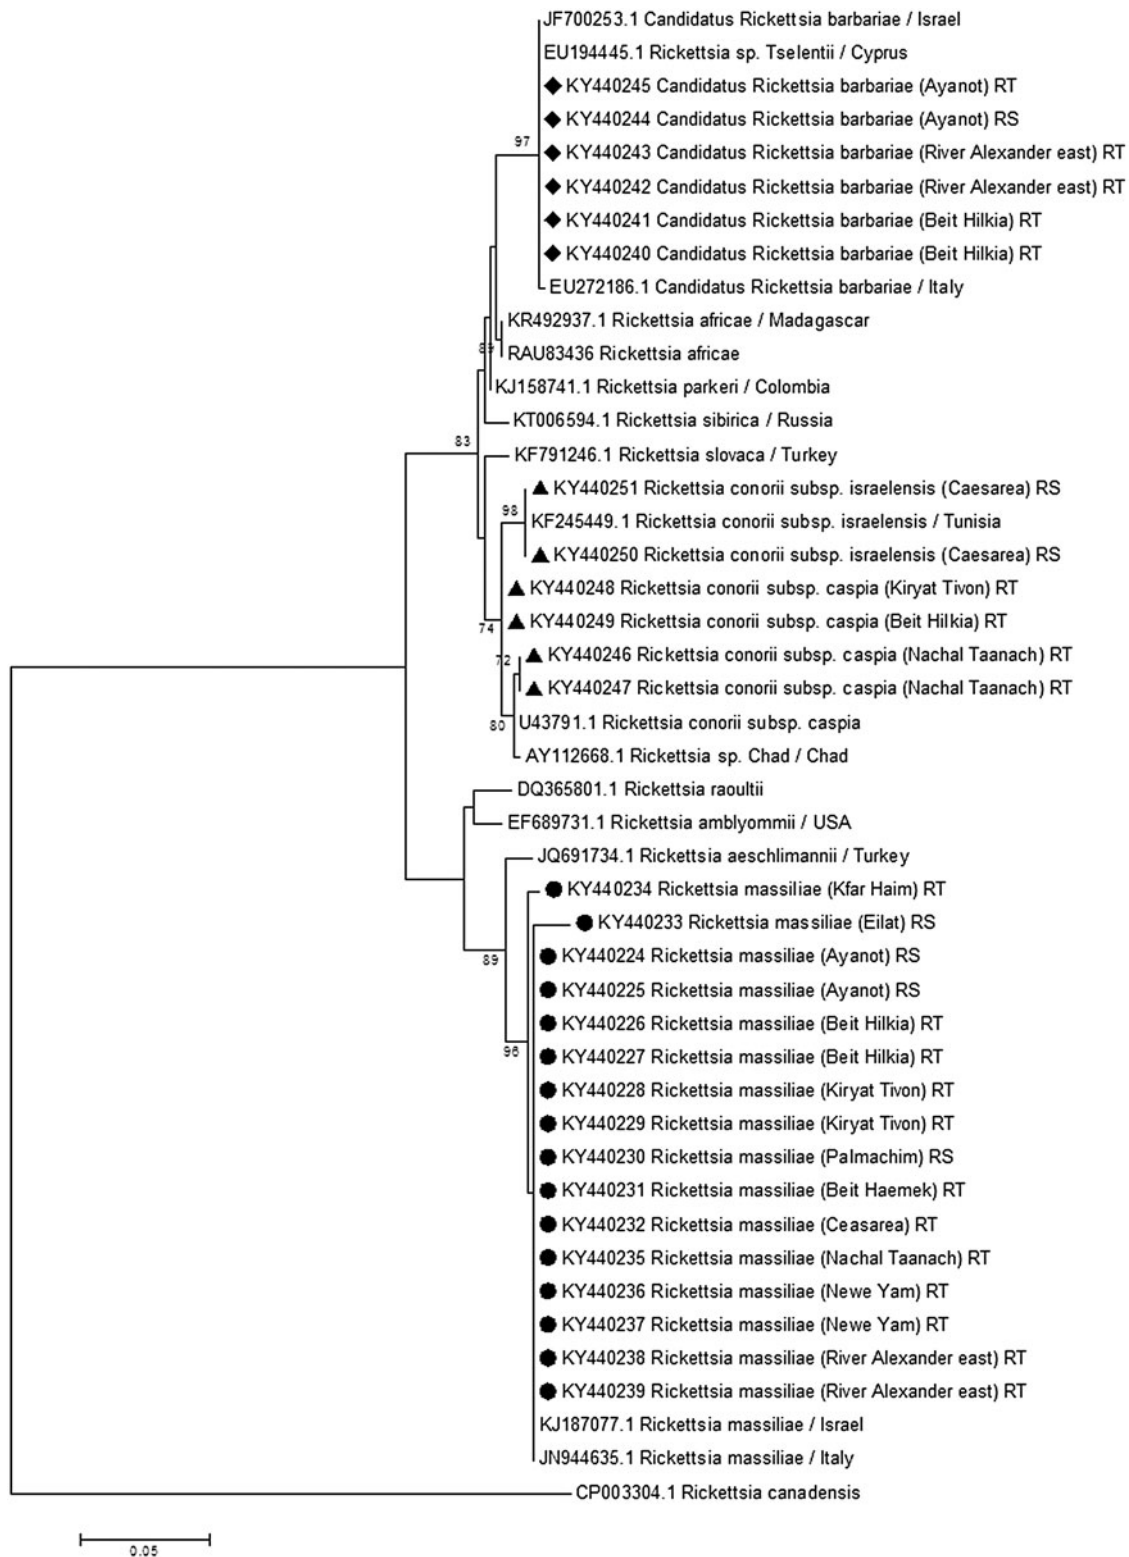 JF700253.1 Candidatus Rickettsia barbariae / Israel
EU194445.1 Rickettsia sp. Tselentii / Cyprus
KY440245 Candidatus Rickettsia barbariae (Ayanot) RT
KY440244 Candidatus Rickettsia barbariae (Ayanot) RS
97
KY440243 Candidatus Rickettsia barbariae (River Alexander east) RT
KY440242 Candidatus Rickettsia barbariae (River Alexander east) RT
KY440241 Candidatus Rickettsia barbariae (Beit Hilkia) RT
KY440240 Candidatus Rickettsia barbariae (Beit Hilkia) RT
EU272186.1 Candidatus Rickettsia barbariae / Italy
KR492937.1 Rickettsia africae / Madagascar
RAU83436 Rickettsia africae
KJ158741.1 Rickettsia parkeri / Colombia
KT006594.1 Rickettsia sibirica / Russia
83
KF791246.1 Rickettsia slovaca / Turkey
KY440251 Rickettsia conorii subsp. israelensis (Caesarea) RS
98
KF245449.1 Rickettsia conorii subsp. israelensis / Tunisia
KY440250 Rickettsia conorii subsp. israelensis (Caesarea) RS
KY440248 Rickettsia conorii subsp. caspia (Kiryat Tivon) RT
74
KY440249 Rickettsia conorii subsp. caspia (Beit Hilkia) RT
72
KY440246 Rickettsia conorii subsp. caspia (Nachal Taanach) RT
KY440247 Rickettsia conorii subsp. caspia (Nachal Taanach) RT
80
U43791.1 Rickettsia conorii subsp. caspia
AY112668.1 Rickettsia sp. Chad / Chad
DQ365801.1 Rickettsia raoultii
EF689731.1 Rickettsia amblyommii / USA
JQ691734.1 Rickettsia aeschlimannii / Turkey
KY440234 Rickettsia massiliae (Kfar Haim) RT
KY440233 Rickettsia massiliae (Eilat) RS
89
KY440224 Rickettsia massiliae (Ayanot) RS
KY440225 Rickettsia massiliae (Ayanot) RS
KY440226 Rickettsia massiliae (Beit Hilkia) RT
96
KY440227 Rickettsia massiliae (Beit Hilkia) RT
KY440228 Rickettsia massiliae (Kiryat Tivon) RT
KY440229 Rickettsia massiliae (Kiryat Tivon) RT
KY440230 Rickettsia massiliae (Palmachim) RS
KY440231 Rickettsia massiliae (Beit Haemek) RT
KY440232 Rickettsia massiliae (Ceasarea) RT
KY440235 Rickettsia massiliae (Nachal Taanach) RT
KY440236 Rickettsia massiliae (Newe Yam) RT
KY440237 Rickettsia massiliae (Newe Yam) RT
KY440238 Rickettsia massiliae (River Alexander east) RT
KY440239 Rickettsia massiliae (River Alexander east) RT
KJ187077.1 Rickettsia massiliae / Israel
JN944635.1 Rickettsia massiliae / Italy
CP003304.1 Rickettsia canadensis
0.05